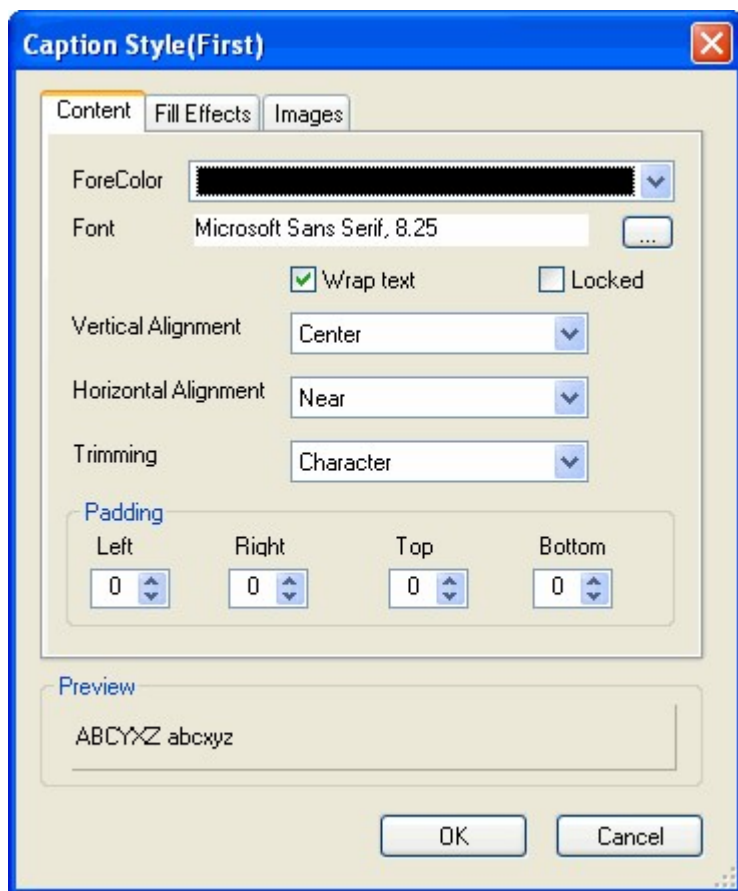 Caption Style(First)
Content Fill Effects Images
ForeColor
Font Microsoft Sans Serif, 8.25 ...
Wrap text Locked
Vertical Alignment Center
Horizontal Alignment Near
Trimming Character
Padding
Left Right Top Bottom
0 0 0 0
Preview
ABCYXZ abcxyz
OK Cancel